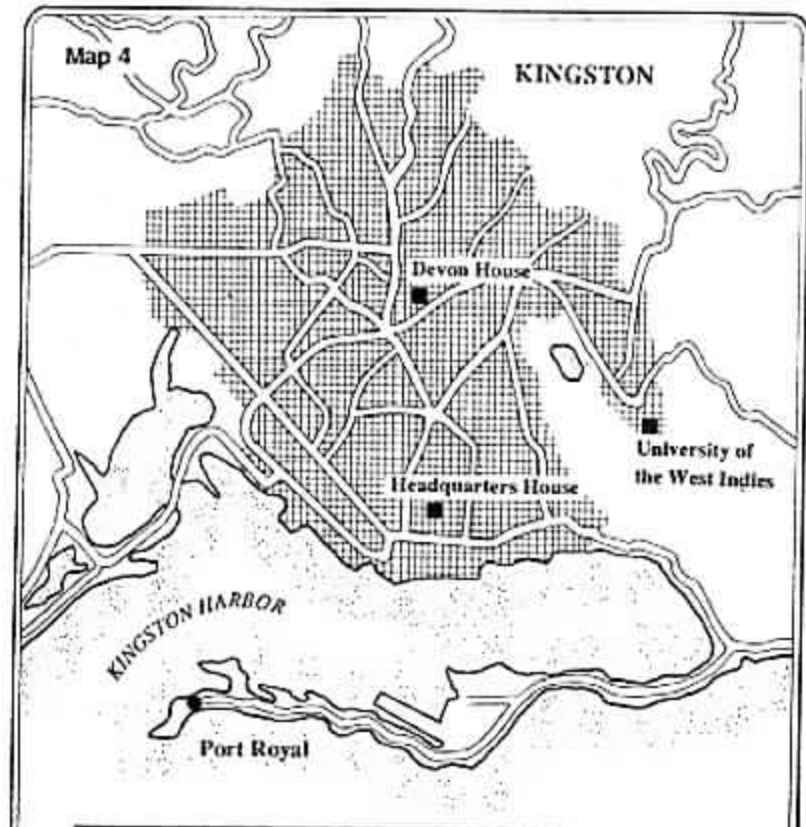 Map 4
KINGSTON
Devon House
University of
the West Indies
Headquarters House
KINGSTON HARBOR
Port Royal